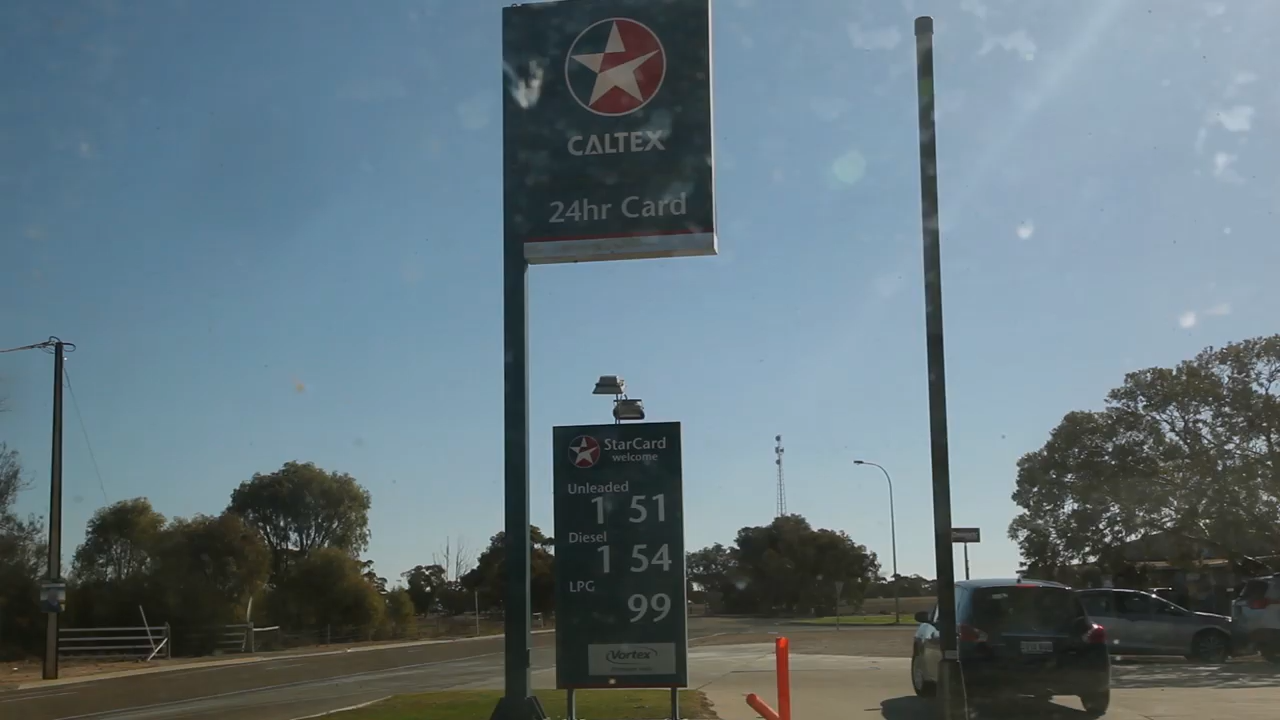 CALTEX
24hr Card
StarCard
welcome
Unleaded
1 51
Diesel
1 54
LPG
99
Vortex